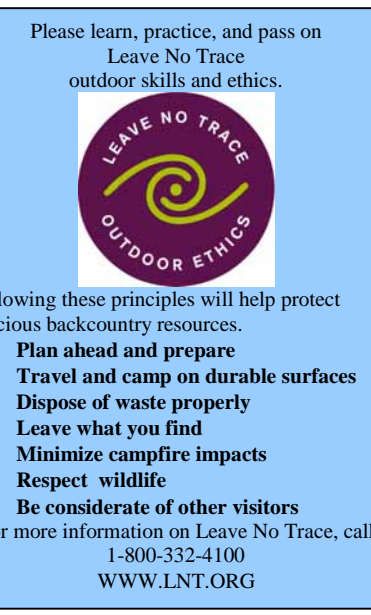 Please learn, practice, and pass on
Leave No Trace
outdoor skills and ethics.
LEAVE NO TRACE
OUTDOOR ETHICS
lowing these principles will help protect
cious backcountry resources.
Plan ahead and prepare
Travel and camp on durable surfaces
Dispose of waste properly
Leave what you find
Minimize campfire impacts
Respect wildlife
Be considerate of other visitors
r more information on Leave No Trace, call
1-800-332-4100
WWW.LNT.ORG